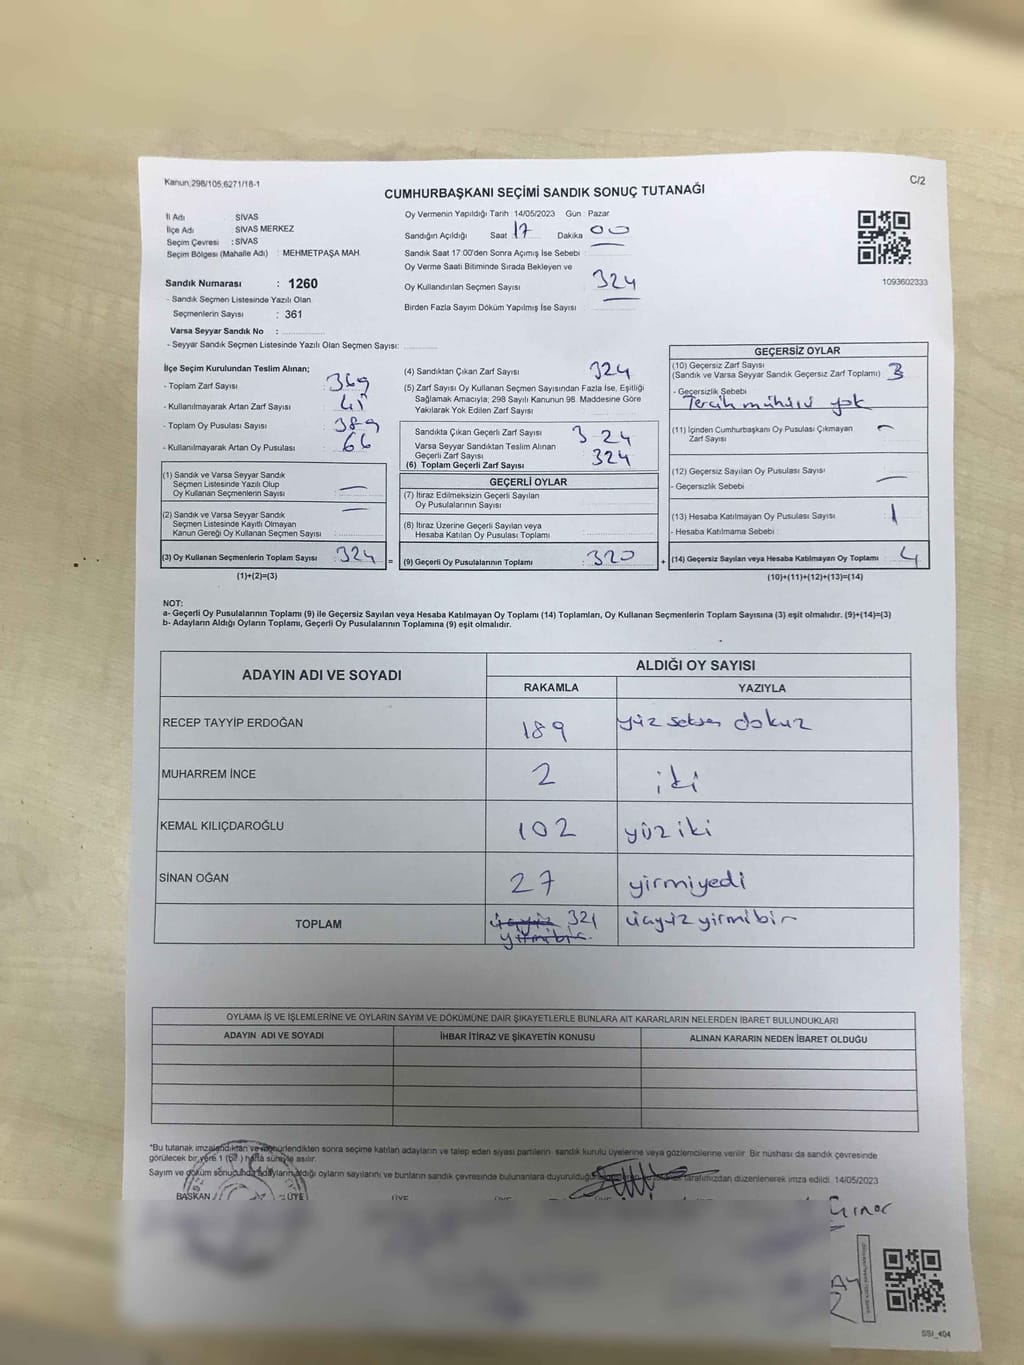 Kanun;298/105,6271/16-1
C/2
CUMHURBAŞKANI SEÇİMİ SANDIK SONUÇ TUTANAĞI
İl Adı : SİVAS
İlçe Adı : SİVAS MERKEZ
Seçim Çevresi : SİVAS
Seçim Bölgesi (Mahalle Adı) : MEHMETPAŞA MAH.
Sandık Numarası : 1260
- Sandık Seçmen Listesinde Yazılı Olan
Seçmenlerin Sayısı : 361
Varsa Seyyar Sandık No :
- Seyyar Sandık Seçmen Listesinde Yazılı Olan Seçmen Sayısı:
Oy Vermenin Yapıldığı Tarih : 14/05/2023 Gün : Pazar
Sandığın Açıldığı Saat 17 Dakika 00
Sandık Saat 17:00'den Sonra Açımış İse Sebebi :
Oy Verme Saati Bitiminde Sırada Bekleyen ve
Oy Kullandırılan Seçmen Sayısı 324
Birden Fazla Sayım Döküm Yapılmış İse Sayısı :
1093602333
İlçe Seçim Kurulundan Teslim Alınan;
- Toplam Zarf Sayısı : 369
- Kullanılmayarak Artan Zarf Sayısı : 45
- Toplam Oy Pusulası Sayısı : 389
- Kullanılmayarak Artan Oy Pusulası : 66
(1) Sandık ve Varsa Seyyar Sandık
Seçmen Listesinde Yazılı Olup
Oy Kullanan Seçmenlerin Sayısı : —
(2) Sandık ve Varsa Seyyar Sandık
Seçmen Listesinde Kayıtlı Olmayan
Kanun Gereği Oy Kullanan Seçmen Sayısı : —
(3) Oy Kullanan Seçmenlerin Toplam Sayısı : 324
(1)+(2)=(3)
(4) Sandıktan Çıkan Zarf Sayısı 324
(5) Zarf Sayısı Oy Kullanan Seçmen Sayısından Fazla İse, Eşitliği
Sağlamak Amacıyla; 298 Sayılı Kanunun 98. Maddesine Göre
Yakılarak Yok Edilen Zarf Sayısı
Sandıkta Çıkan Geçerli Zarf Sayısı 324
Varsa Seyyar Sandıktan Teslim Alınan
Geçerli Zarf Sayısı
(6) Toplam Geçerli Zarf Sayısı 324
GEÇERLİ OYLAR
(7) İtiraz Edilmeksizin Geçerli Sayılan
Oy Pusulalarının Sayısı
(8) İtiraz Üzerine Geçerli Sayılan veya
Hesaba Katılan Oy Pusulası Toplamı
= (9) Geçerli Oy Pusulalarının Toplamı : 320 +
GEÇERSİZ OYLAR
(10) Geçersiz Zarf Sayısı
(Sandık ve Varsa Seyyar Sandık Geçersiz Zarf Toplamı) : 3
- Geçersizlik Sebebi
Tercih mühürü yok
(11) İçinden Cumhurbaşkanı Oy Pusulası Çıkmayan
Zarf Sayısı —
(12) Geçersiz Sayılan Oy Pusulası Sayısı
- Geçersizlik Sebebi —
(13) Hesaba Katılmayan Oy Pusulası Sayısı 1
- Hesaba Katılmama Sebebi :
(14) Geçersiz Sayılan veya Hesaba Katılmayan Oy Toplamı 4
(10)+(11)+(12)+(13)=(14)
NOT:
a- Geçerli Oy Pusulalarının Toplamı (9) ile Geçersiz Sayılan veya Hesaba Katılmayan Oy Toplamı (14) Toplamları, Oy Kullanan Seçmenlerin Toplam Sayısına (3) eşit olmalıdır. (9)+(14)=(3)
b- Adayların Aldığı Oyların Toplamı, Geçerli Oy Pusulalarının Toplamına (9) eşit olmalıdır.
ADAYIN ADI VE SOYADI
ALDIĞI OY SAYISI
RAKAMLA YAZIYLA
RECEP TAYYİP ERDOĞAN 189 yüz seksen dokuz
MUHARREM İNCE 2 iki
KEMAL KILIÇDAROĞLU 102 yüz iki
SİNAN OĞAN 27 yirmiyedi
TOPLAM üçyüz yirmibir 321 üçyüz yirmibir
OYLAMA İŞ VE İŞLEMLERİNE VE OYLARIN SAYIM VE DÖKÜMÜNE DAİR ŞİKAYETLERLE BUNLARA AİT KARARLARIN NELERDEN İBARET BULUNDUKLARI
ADAYIN ADI VE SOYADI İHBAR İTİRAZ VE ŞİKAYETİN KONUSU ALINAN KARARIN NEDEN İBARET OLDUĞU
*Bu tutanak imzalandıktan ve mühürlendikten sonra seçime katılan adayların ve talep eden siyasi partilerin sandık kurulu üyelerine veya gözlemcilerine verilir. Bir nüshası da sandık çevresinde
görülecek bir yere 1 (bir) hafta süreyle asılır.
Sayım ve döküm sonucunda adayların aldığı oyların sayılarını ve bunların sandık çevresinde bulunanlara duyurulduğu tarafımızdan düzenlenerek imza edildi. 14/05/2023
BAŞKAN ÜYE ÜYE
SSI_404